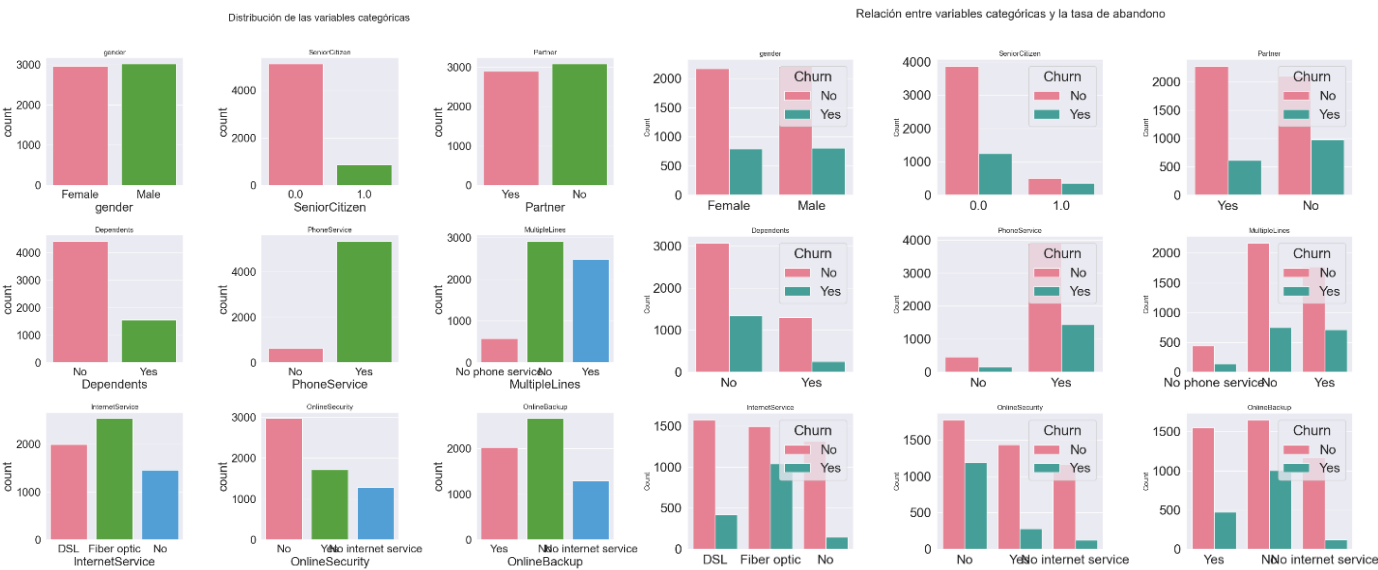 Distribución de las variables categóricas
gender
count
3000
2000
1000
0
Female Male
gender
SeniorCitizen
4000
2000
0
0.0 1.0
SeniorCitizen
Partner
3000
2000
1000
0
Yes No
Partner
Dependents
count
4000
3000
2000
1000
0
No Yes
Dependents
PhoneService
count
4000
2000
0
No Yes
PhoneService
MultipleLines
count
3000
2000
1000
0
No phone service No Yes
MultipleLines
InternetService
count
2000
1000
0
DSL Fiber optic No
InternetService
OnlineSecurity
count
3000
2000
1000
0
No Yes No internet service
OnlineSecurity
OnlineBackup
count
2000
1000
0
Yes No No internet service
OnlineBackup
Relación entre variables categóricas y la tasa de abandono
gender
Count
2000
1500
1000
500
0
Female Male
Churn
No
Yes
SeniorCitizen
Count
4000
3000
2000
1000
0
0.0 1.0
Churn
No
Yes
Partner
Count
2000
1500
1000
500
0
Yes No
Churn
No
Yes
Dependents
Count
3000
2000
1000
0
No Yes
Churn
No
Yes
PhoneService
Count
4000
3000
2000
1000
0
No Yes
Churn
No
Yes
MultipleLines
Count
2000
1500
1000
500
0
No phone service No Yes
Churn
No
Yes
InternetService
Count
1500
1000
500
0
DSL Fiber optic No
Churn
No
Yes
OnlineSecurity
Count
1500
1000
500
0
No Yes No internet service
Churn
No
Yes
OnlineBackup
Count
1500
1000
500
0
Yes No No internet service
Churn
No
Yes